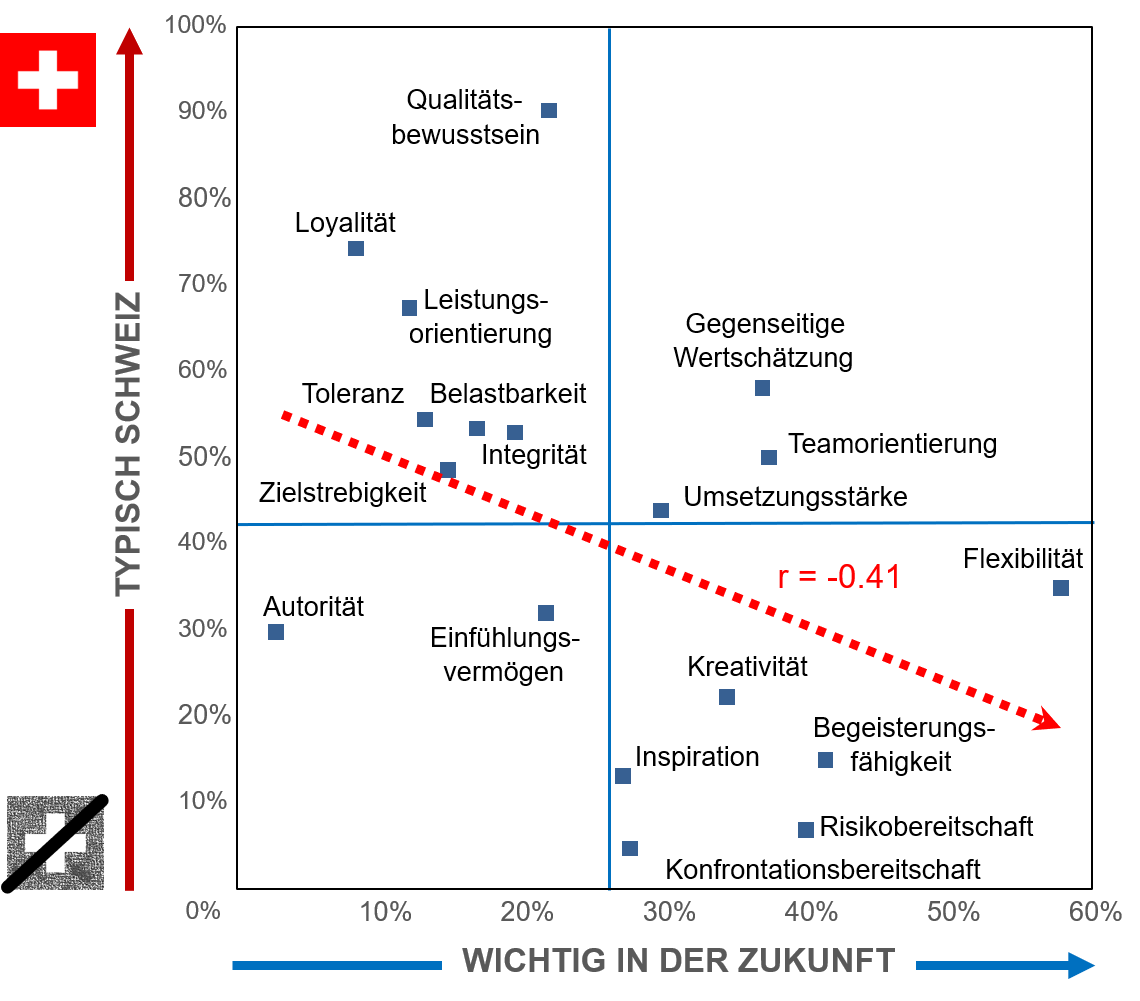 100%
90%
80%
70%
60%
50%
40%
30%
20%
10%
0%
TYPISCH SCHWEIZ
Qualitäts-
bewusstsein
Loyalität
Leistungs-
orientierung
Gegenseitige
Wertschätzung
Toleranz
Belastbarkeit
Integrität
Teamorientierung
Zielstrebigkeit
Umsetzungsstärke
Flexibilität
r = -0.41
Autorität
Einfühlungs-
vermögen
Kreativität
Begeisterungs-
fähigkeit
Inspiration
Risikobereitschaft
Konfrontationsbereitschaft
10%
20%
30%
40%
50%
60%
WICHTIG IN DER ZUKUNFT